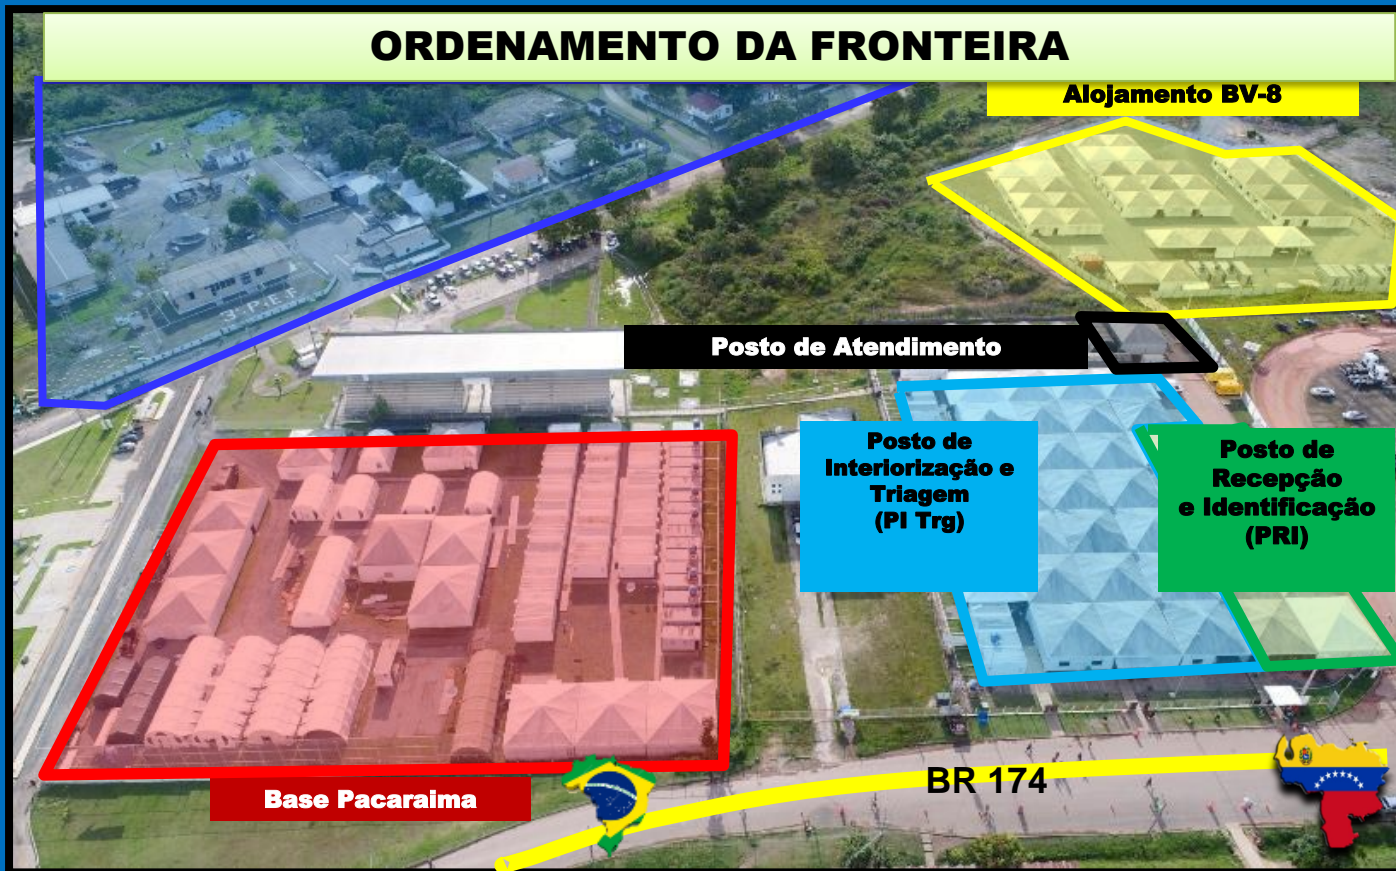 ORDENAMENTO DA FRONTEIRA
Alojamento BV-8
3º P.E.F
Posto de Atendimento
Posto de
Interiorização e
Triagem
(PI Trg)
Posto de
Recepção
e Identificação
(PRI)
Base Pacaraima
BR 174